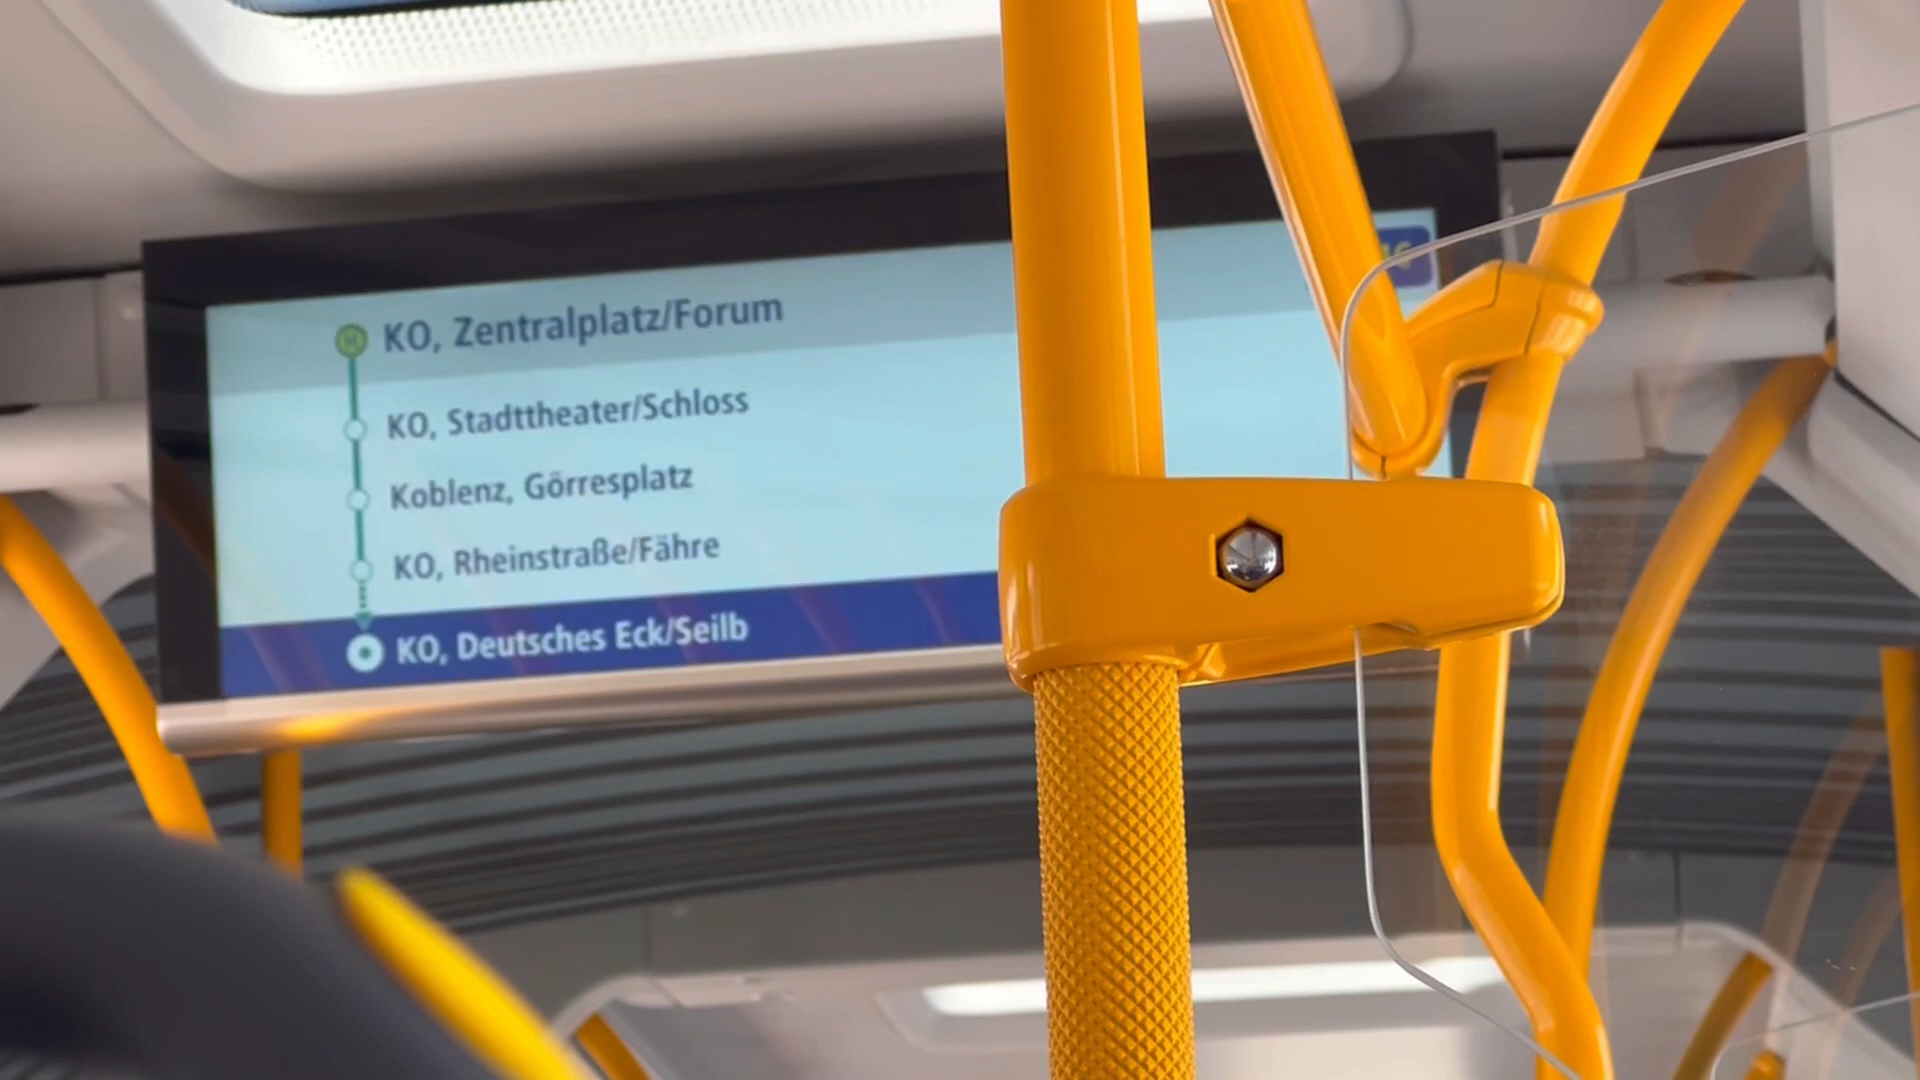 KO, Zentralplatz/Forum
KO, Stadttheater/Schloss
Koblenz, Görresplatz
KO, Rheinstraße/Fähre
KO, Deutsches Eck/Seilb